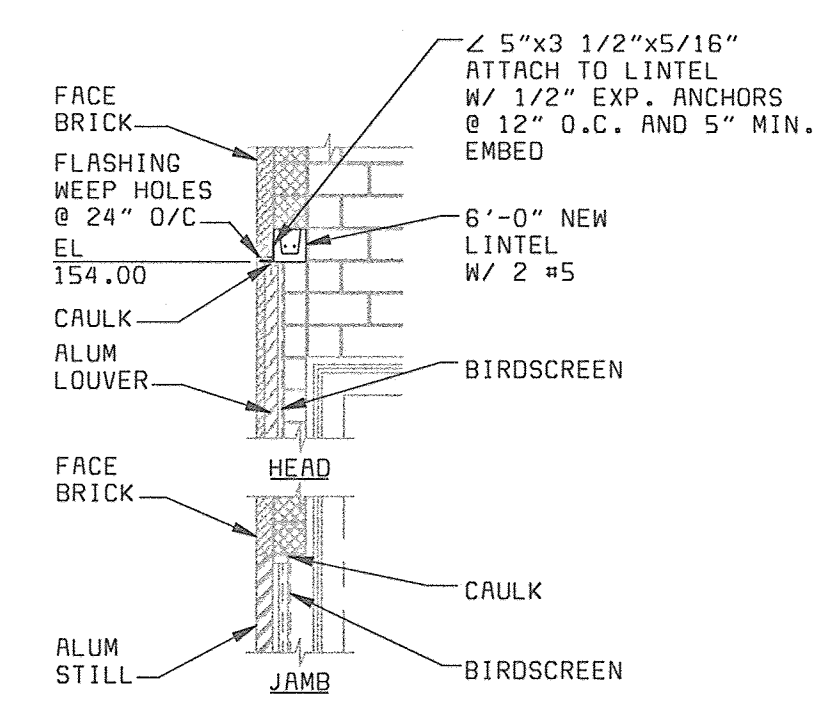 ∠ 5"x3 1/2"x5/16"
ATTACH TO LINTEL
W/ 1/2" EXP. ANCHORS
@ 12" O.C. AND 5" MIN.
EMBED
FACE
BRICK
FLASHING
WEEP HOLES
@ 24" O/C
EL
154.00
CAULK
ALUM
LOUVER
6'-0" NEW
LINTEL
W/ 2 #5
BIRDSCREEN
HEAD
FACE
BRICK
CAULK
ALUM
STILL
BIRDSCREEN
JAMB